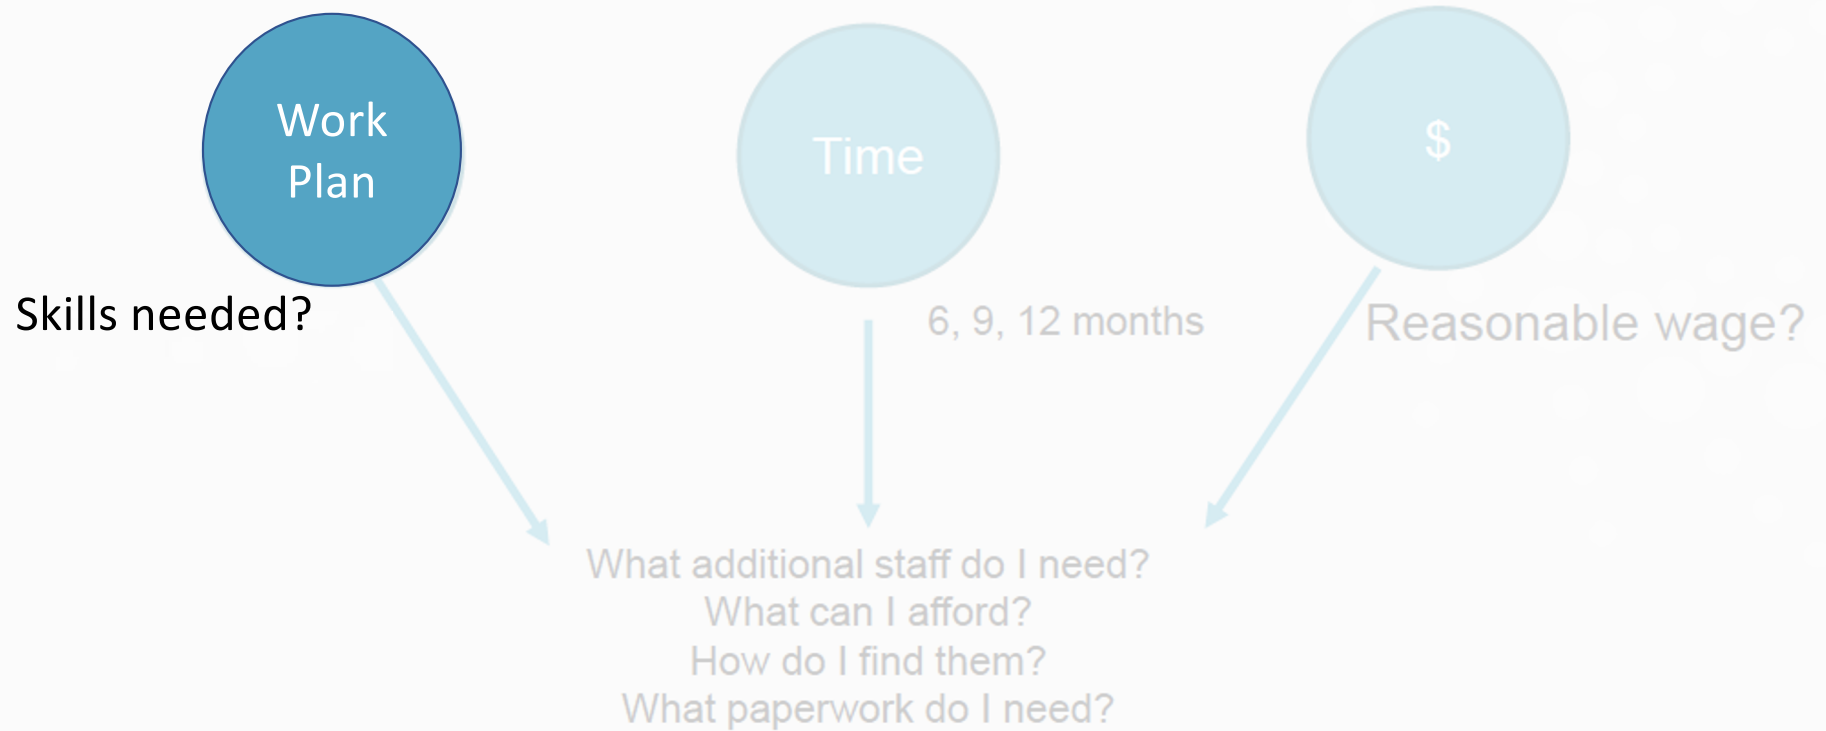 Work
Plan
Time
$
Skills needed?
6, 9, 12 months
Reasonable wage?
What additional staff do I need?
What can I afford?
How do I find them?
What paperwork do I need?